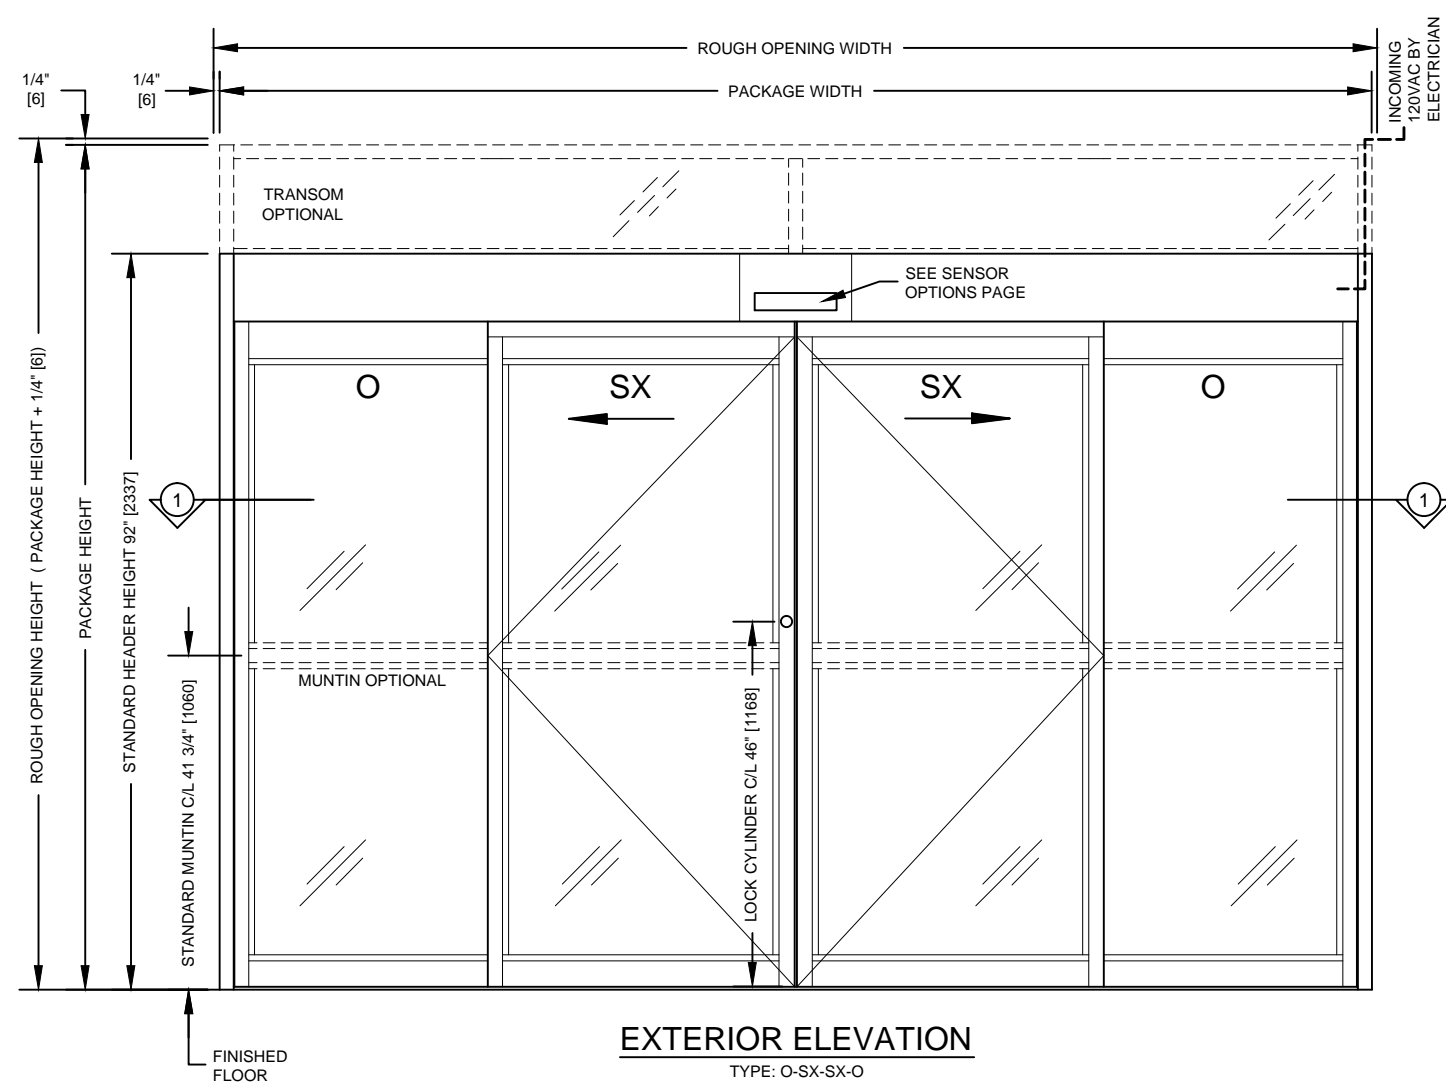 ROUGH OPENING WIDTH
PACKAGE WIDTH
1/4"
[6]
1/4"
[6]
INCOMING
120VAC BY
ELECTRICIAN
TRANSOM
OPTIONAL
SEE SENSOR
OPTIONS PAGE
O
SX
SX
O
1
1
ROUGH OPENING HEIGHT ( PACKAGE HEIGHT + 1/4" [6])
PACKAGE HEIGHT
STANDARD HEADER HEIGHT 92" [2337]
STANDARD MUNTIN C/L 41 3/4" [1060]
MUNTIN OPTIONAL
LOCK CYLINDER C/L 46" [1168]
FINISHED
FLOOR
EXTERIOR ELEVATION
TYPE: O-SX-SX-O